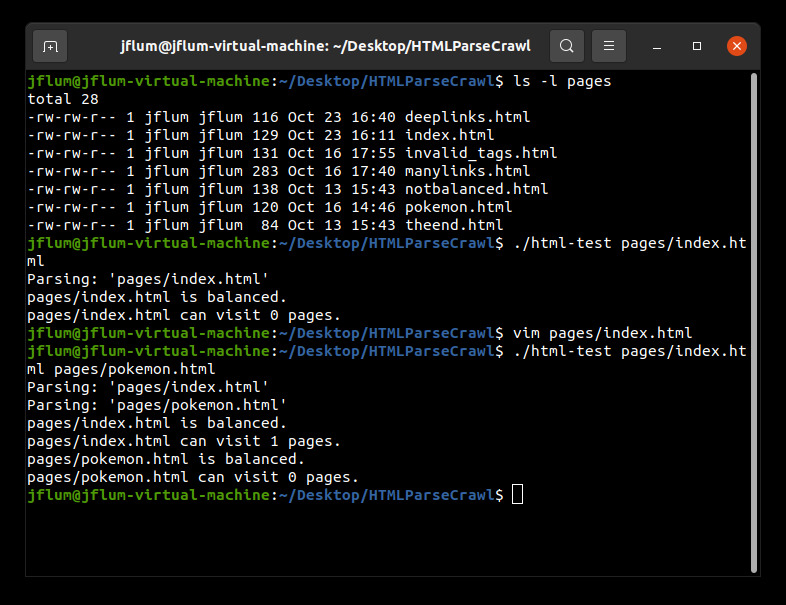 jflum@jflum-virtual-machine: ~/Desktop/HTMLParseCrawl
jflum@jflum-virtual-machine:~/Desktop/HTMLParseCrawl$ ls -l pages
total 28
-rw-rw-r-- 1 jflum jflum 116 Oct 23 16:40 deeplinks.html
-rw-rw-r-- 1 jflum jflum 129 Oct 23 16:11 index.html
-rw-rw-r-- 1 jflum jflum 131 Oct 16 17:55 invalid_tags.html
-rw-rw-r-- 1 jflum jflum 283 Oct 16 17:40 manylinks.html
-rw-rw-r-- 1 jflum jflum 138 Oct 13 15:43 notbalanced.html
-rw-rw-r-- 1 jflum jflum 120 Oct 16 14:46 pokemon.html
-rw-rw-r-- 1 jflum jflum  84 Oct 13 15:43 theend.html
jflum@jflum-virtual-machine:~/Desktop/HTMLParseCrawl$ ./html-test pages/index.ht
ml
Parsing: 'pages/index.html'
pages/index.html is balanced.
pages/index.html can visit 0 pages.
jflum@jflum-virtual-machine:~/Desktop/HTMLParseCrawl$ vim pages/index.html
jflum@jflum-virtual-machine:~/Desktop/HTMLParseCrawl$ ./html-test pages/index.ht
ml pages/pokemon.html
Parsing: 'pages/index.html'
Parsing: 'pages/pokemon.html'
pages/index.html is balanced.
pages/index.html can visit 1 pages.
pages/pokemon.html is balanced.
pages/pokemon.html can visit 0 pages.
jflum@jflum-virtual-machine:~/Desktop/HTMLParseCrawl$